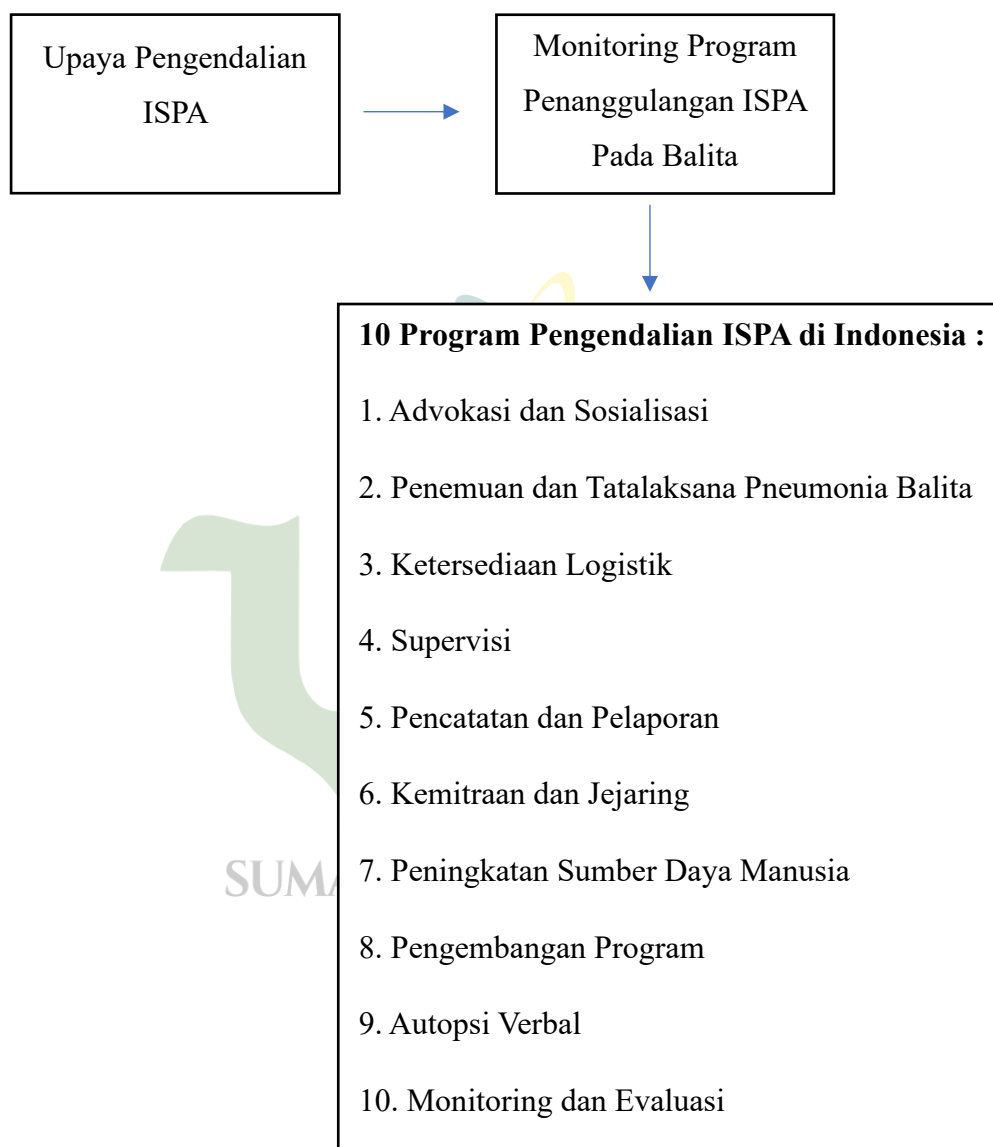 Upaya Pengendalian
ISPA
Monitoring Program
Penanggulangan ISPA
Pada Balita
10 Program Pengendalian ISPA di Indonesia :
1. Advokasi dan Sosialisasi
2. Penemuan dan Tatalaksana Pneumonia Balita
3. Ketersediaan Logistik
4. Supervisi
5. Pencatatan dan Pelaporan
6. Kemitraan dan Jejaring
7. Peningkatan Sumber Daya Manusia
SUMA
8. Pengembangan Program
9. Autopsi Verbal
10. Monitoring dan Evaluasi